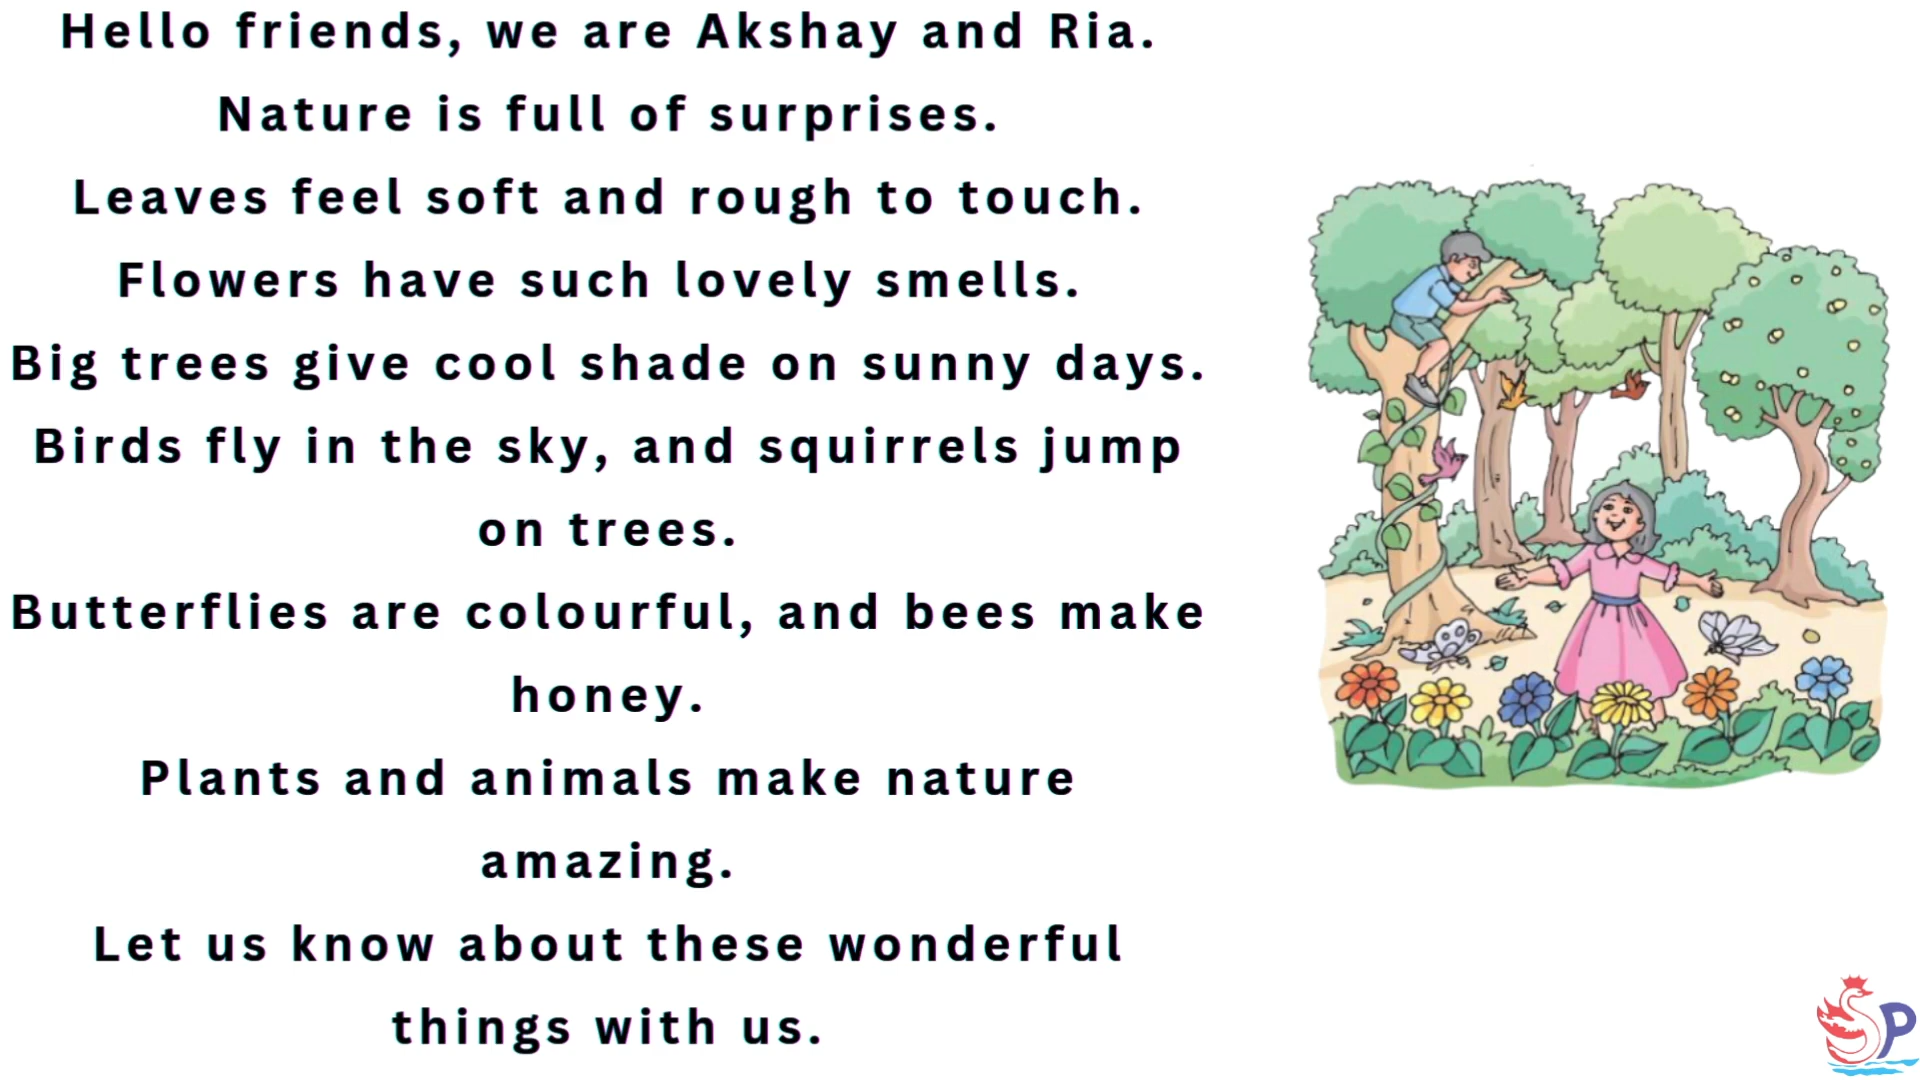 Hello friends, we are Akshay and Ria.
Nature is full of surprises.
Leaves feel soft and rough to touch.
Flowers have such lovely smells.
Big trees give cool shade on sunny days.
Birds fly in the sky, and squirrels jump
on trees.
Butterflies are colourful, and bees make
honey.
Plants and animals make nature
amazing.
Let us know about these wonderful
things with us.
SP